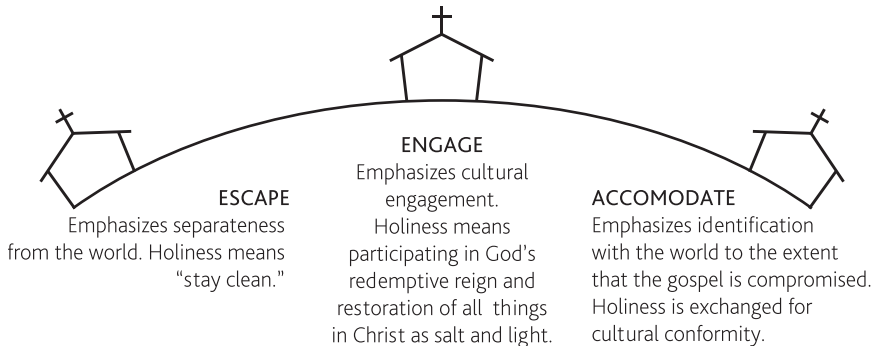 ESCAPE
Emphasizes separateness
from the world. Holiness means
“stay clean.”
ENGAGE
Emphasizes cultural
engagement.
Holiness means
participating in God’s
redemptive reign and
restoration of all things
in Christ as salt and light.
ACCOMODATE
Emphasizes identification
with the world to the extent
that the gospel is compromised.
Holiness is exchanged for
cultural conformity.